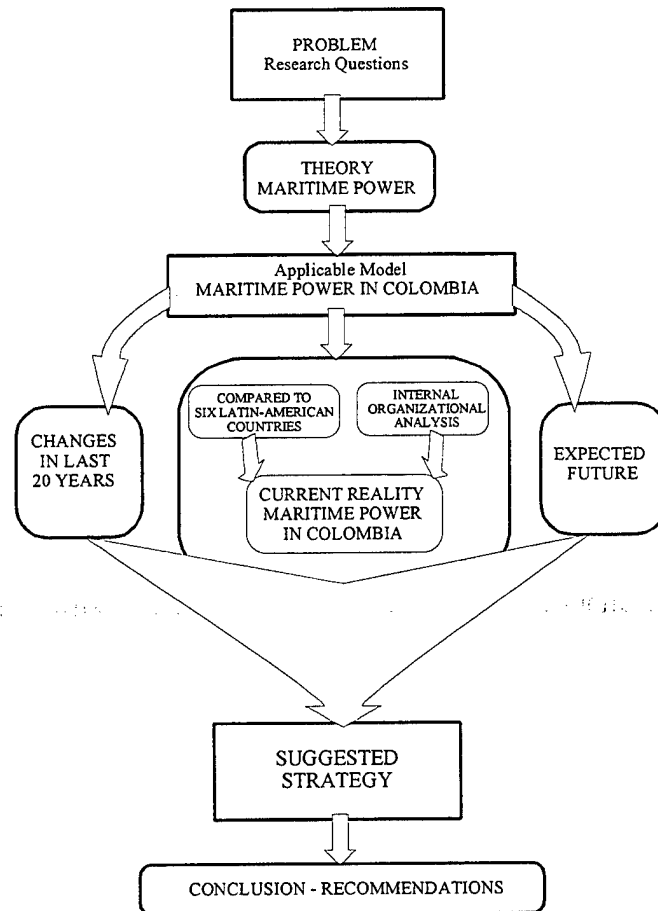 PROBLEM
Research Questions
THEORY
MARITIME POWER
Applicable Model
MARITIME POWER IN COLOMBIA
COMPARED TO
SIX LATIN-AMERICAN
COUNTRIES
INTERNAL
ORGANIZATIONAL
ANALYSIS
CHANGES
IN LAST
20 YEARS
CURRENT REALITY
MARITIME POWER
IN COLOMBIA
EXPECTED
FUTURE
SUGGESTED
STRATEGY
CONCLUSION - RECOMMENDATIONS